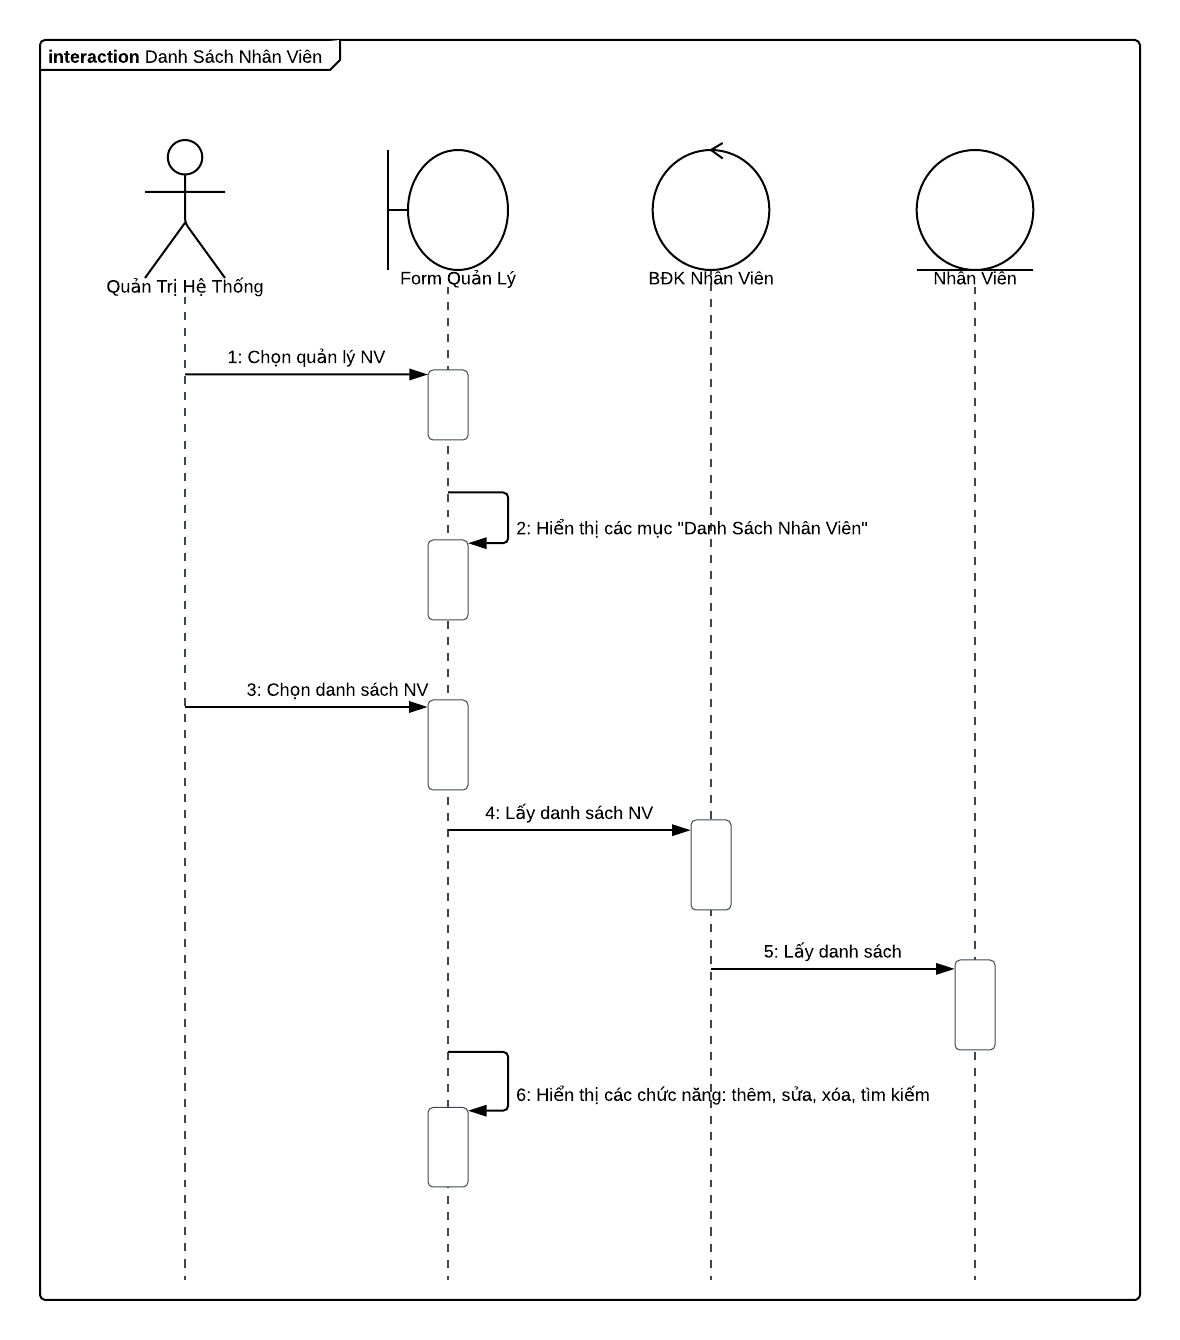 interaction Danh Sách Nhân Viên
Quản Trị Hệ Thống
Form Quản Lý
BĐK Nhân Viên
Nhân Viên
1: Chọn quản lý NV
2: Hiển thị các mục "Danh Sách Nhân Viên"
3: Chọn danh sách NV
4: Lấy danh sách NV
5: Lấy danh sách
6: Hiển thị các chức năng: thêm, sửa, xóa, tìm kiếm